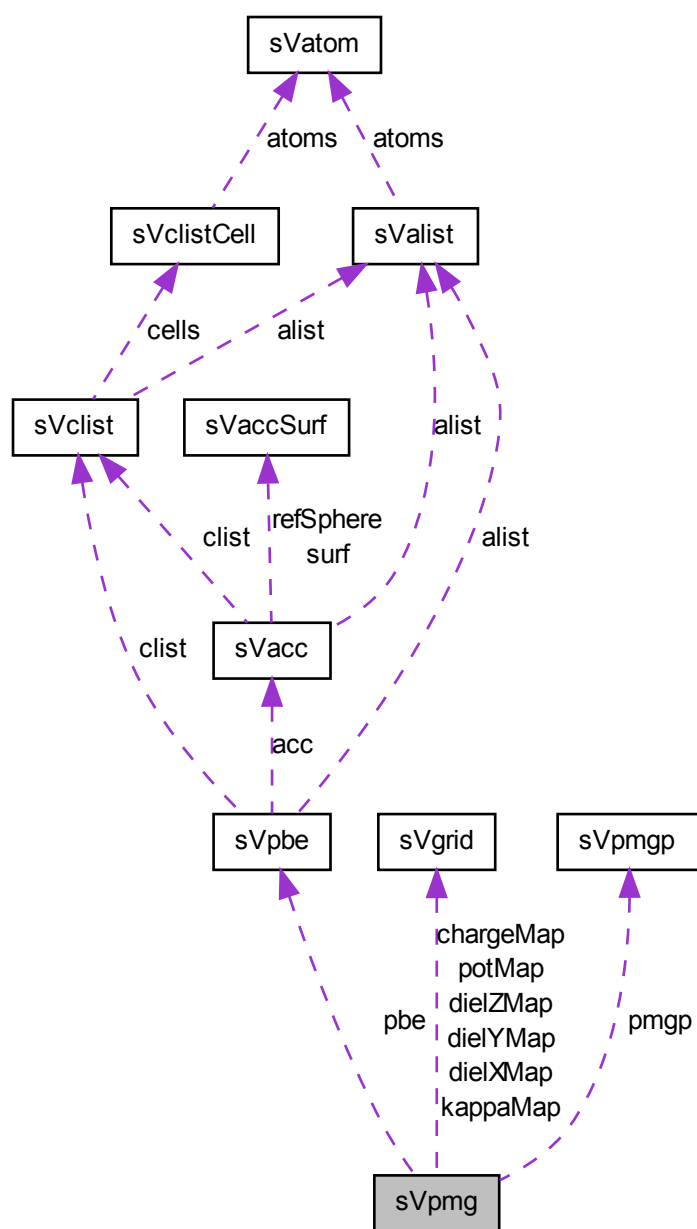 sVatom
atoms
atoms
sVclistCell
sValist
cells
alist
sVclist
sVaccSurf
alist
refSphere
surf
clist
alist
sVacc
clist
acc
sVpbe
sVgrid
sVpmgp
chargeMap
potMap
dielZMap
dielYMap
dielXMap
kappaMap
pbe
pmgp
sVpmg